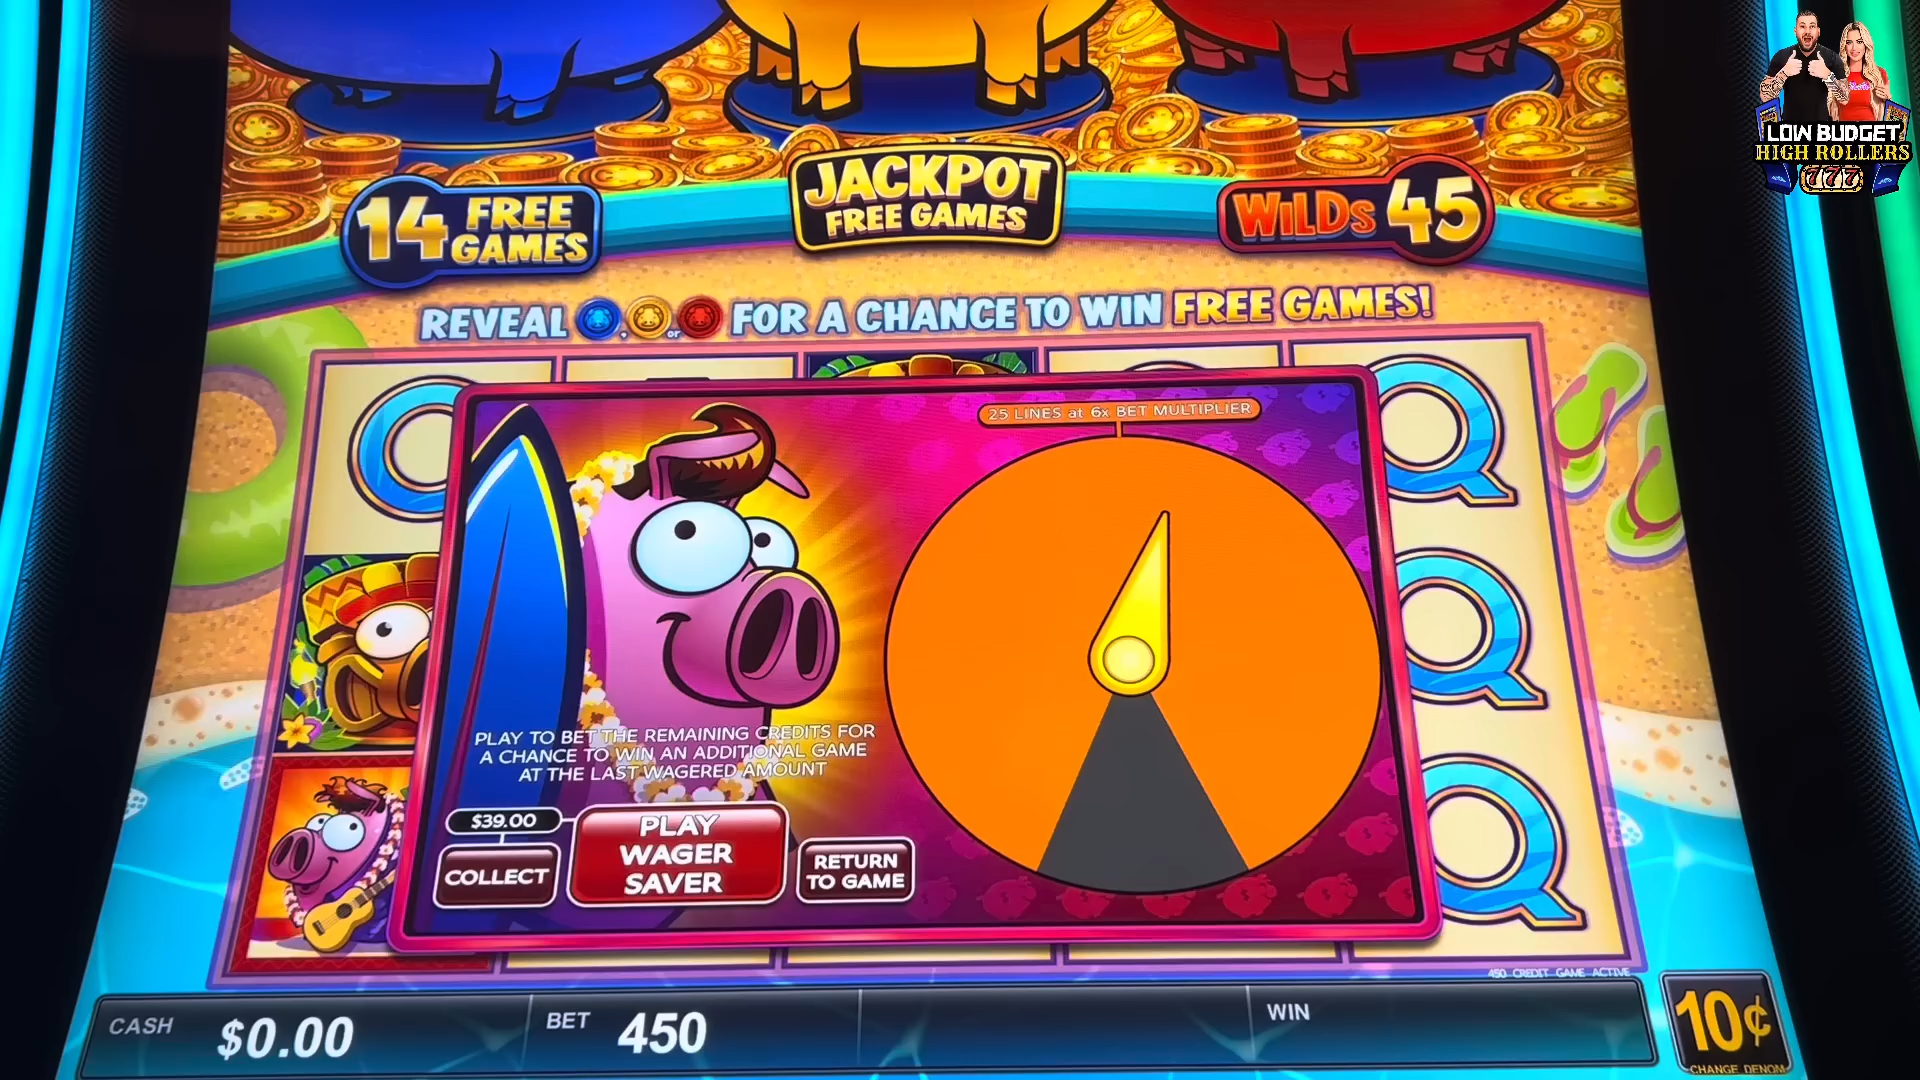 LOW BUDGET
HIGH ROLLERS
777
14 FREE GAMES
JACKPOT
FREE GAMES
WILDS 45
REVEAL , or FOR A CHANCE TO WIN FREE GAMES!
25 LINES at 6x BET MULTIPLIER
Q
Q
Q
Q
PLAY TO BET THE REMAINING CREDITS FOR
A CHANCE TO WIN AN ADDITIONAL GAME
AT THE LAST WAGERED AMOUNT
$39.00
COLLECT
PLAY
WAGER
SAVER
RETURN
TO GAME
450 CREDIT GAME ACTIVE
CASH $0.00
BET 450
WIN
10¢
CHANGE DENOM